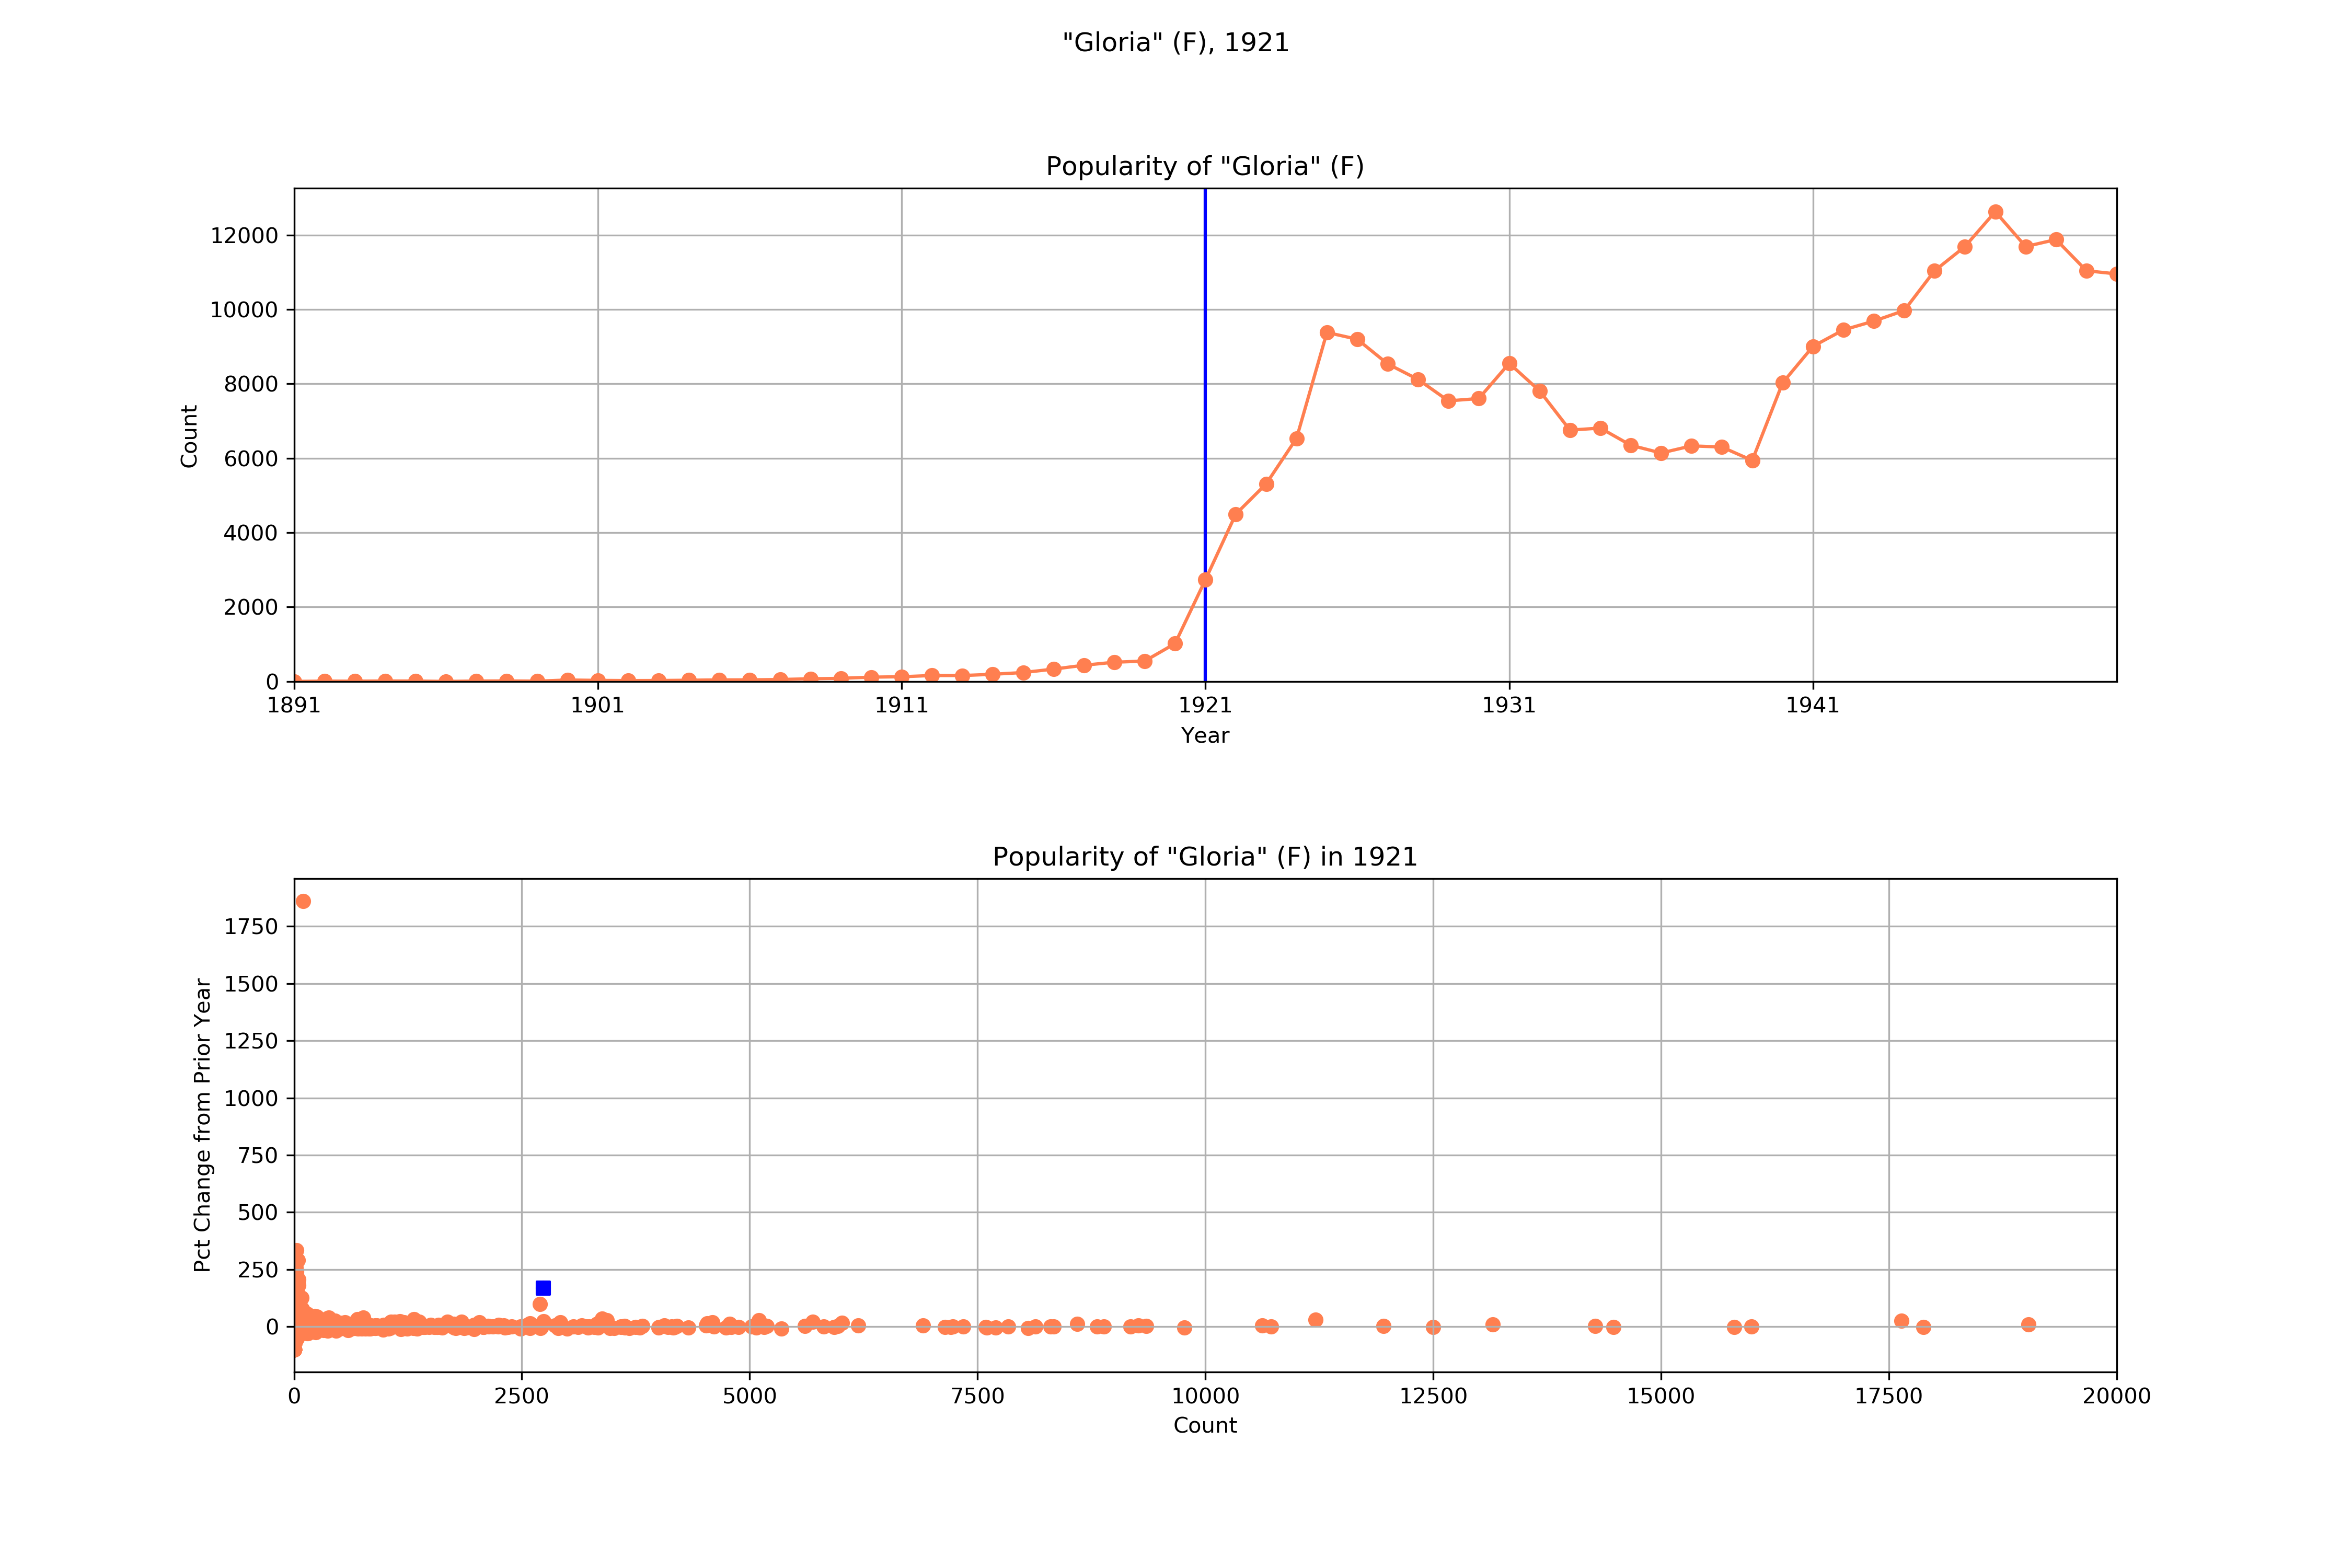 "Gloria" (F), 1921
Popularity of "Gloria" (F)
12000
10000
8000
6000
4000
2000
0
Count
1891 1901 1911 1921 1931 1941
Year
Popularity of "Gloria" (F) in 1921
1750
1500
1250
1000
750
500
250
0
Pct Change from Prior Year
0 2500 5000 7500 10000 12500 15000 17500 20000
Count